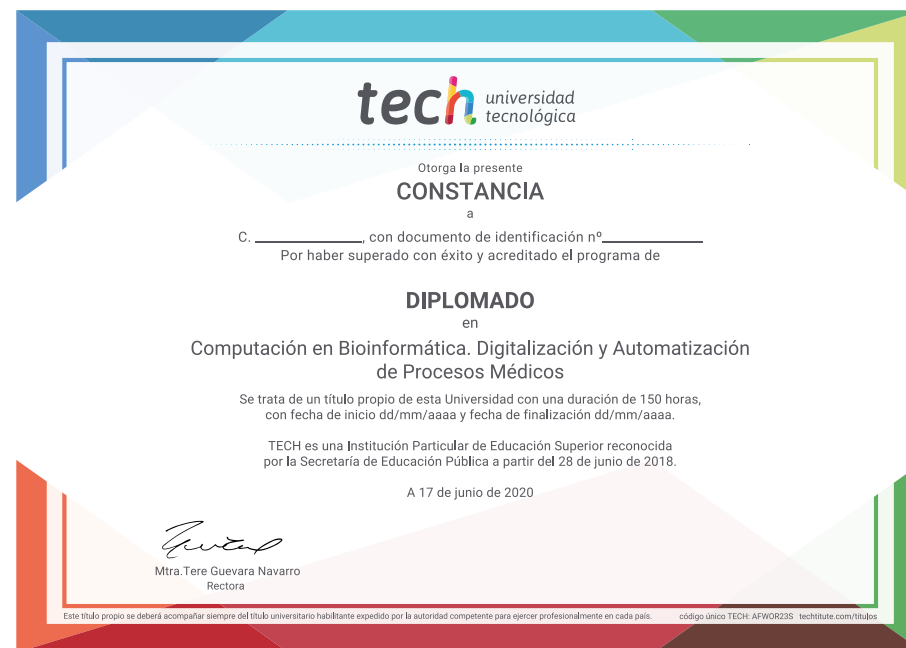 tech universidad
tecnológica
Otorga la presente
CONSTANCIA
a
C. ____________, con documento de identificación nº____________
Por haber superado con éxito y acreditado el programa de
DIPLOMADO
en
Computación en Bioinformática. Digitalización y Automatización
de Procesos Médicos
Se trata de un título propio de esta Universidad con una duración de 150 horas,
con fecha de inicio dd/mm/aaaa y fecha de finalización dd/mm/aaaa.
TECH es una Institución Particular de Educación Superior reconocida
por la Secretaría de Educación Pública a partir del 28 de junio de 2018.
A 17 de junio de 2020
Mtra.Tere Guevara Navarro
Rectora
Este título propio se deberá acompañar siempre del título universitario habilitante expedido por la autoridad competente para ejercer profesionalmente en cada país. código único TECH: AFWOR23S techtitute.com/titulos